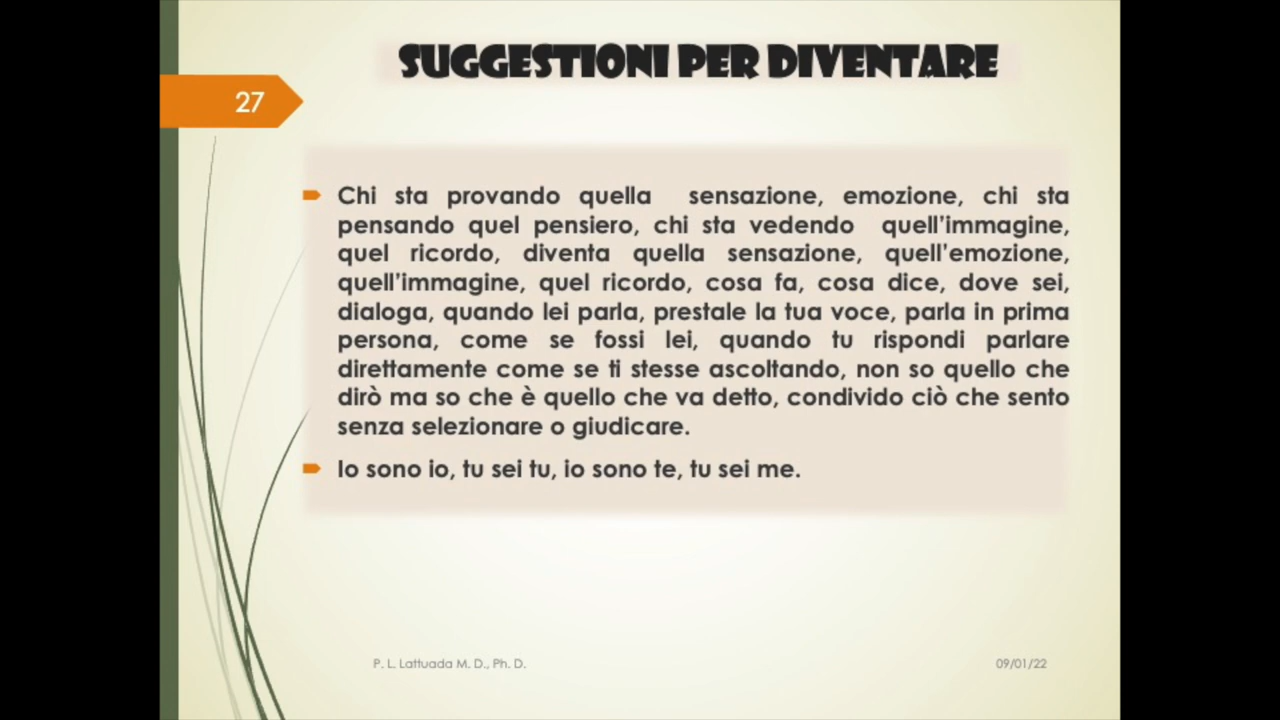 SUGGESTIONI PER DIVENTARE
27
Chi sta provando quella sensazione, emozione, chi sta
pensando quel pensiero, chi sta vedendo quell'immagine,
quel ricordo, diventa quella sensazione, quell'emozione,
quell'immagine, quel ricordo, cosa fa, cosa dice, dove sei,
dialoga, quando lei parla, prestale la tua voce, parla in prima
persona, come se fossi lei, quando tu rispondi parlare
direttamente come se ti stesse ascoltando, non so quello che
dirò ma so che è quello che va detto, condivido ciò che sento
senza selezionare o giudicare.
Io sono io, tu sei tu, io sono te, tu sei me.
P. L. Lattuada M. D., Ph. D.
09/01/22